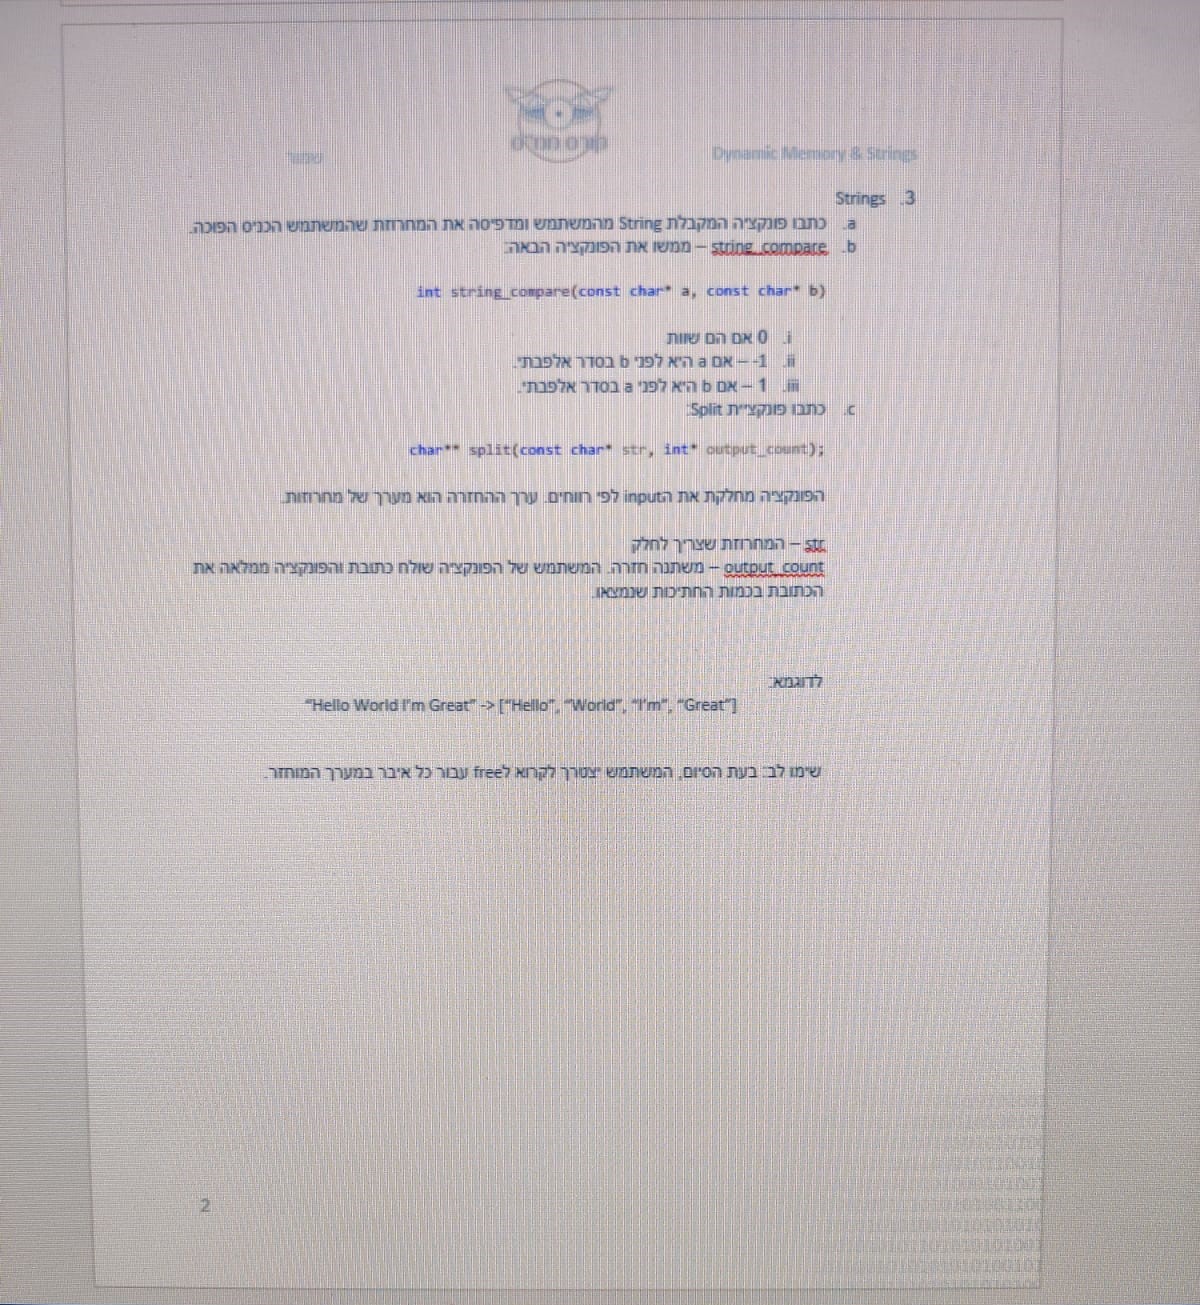 קורס ממ"ס
Dynamic Memory & Strings
שמור
3. Strings
a. כתבו פונקציה המקבלת String מהמשתמש ומדפיסה את המחרוזת שהמשתמש הכניס הפוכה.
b. string_compare – ממשו את הפונקציה הבאה:
int string_compare(const char* a, const char* b)
i. 0 אם הם שוות
ii. 1- – אם a היא לפני b בסדר אלפבתי.
iii. 1 – אם b היא לפני a בסדר אלפבתי.
c. כתבו פונקציית Split:
char** split(const char* str, int* output_count);
הפונקציה מחלקת את הinput לפי רווחים. ערך ההחזרה הוא מערך של מחרוזות.
str – המחרוזת שצריך לחלק
output_count – משתנה חזרה. המשתמש של הפונקציה שולח כתובת והפונקציה ממלאה את
הכתובת בכמות החתיכות שנמצאו.
לדוגמא:
"Hello World I'm Great" -> ["Hello", "World", "I'm", "Great"]
שימו לב: בעת הסיום, המשתמש יצטרך לקרוא לfree עבור כל איבר במערך המוחזר.
2